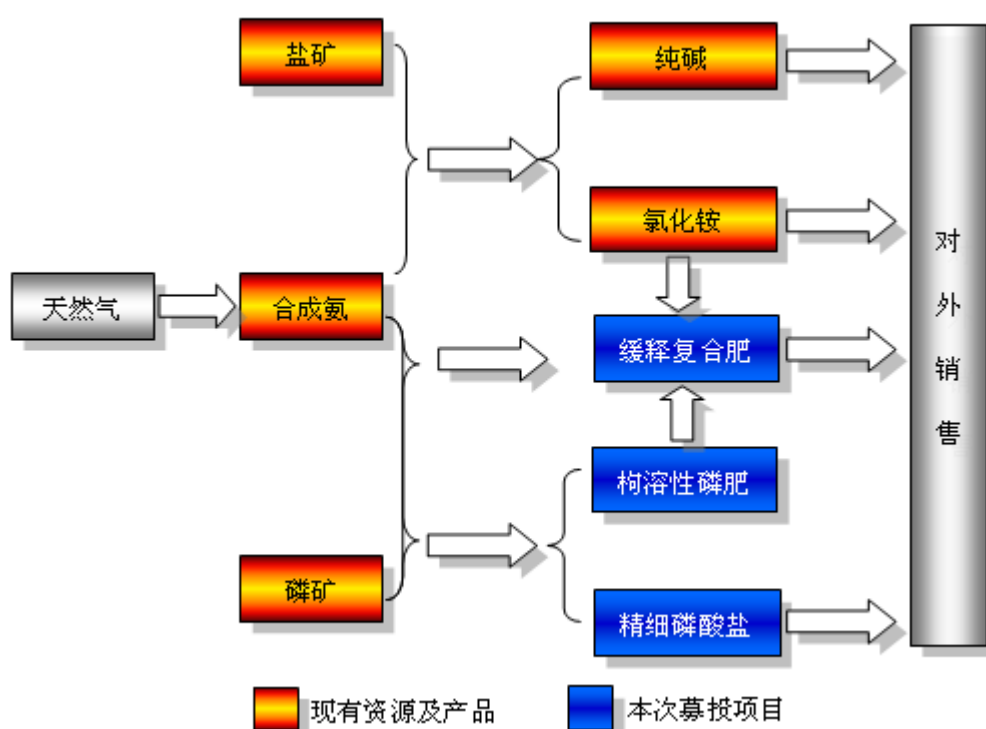 盐矿
纯碱
氯化铵
天然气
合成氨
缓释复合肥
枸溶性磷肥
磷矿
精细磷酸盐
对
外
销
售
现有资源及产品
本次募投项目